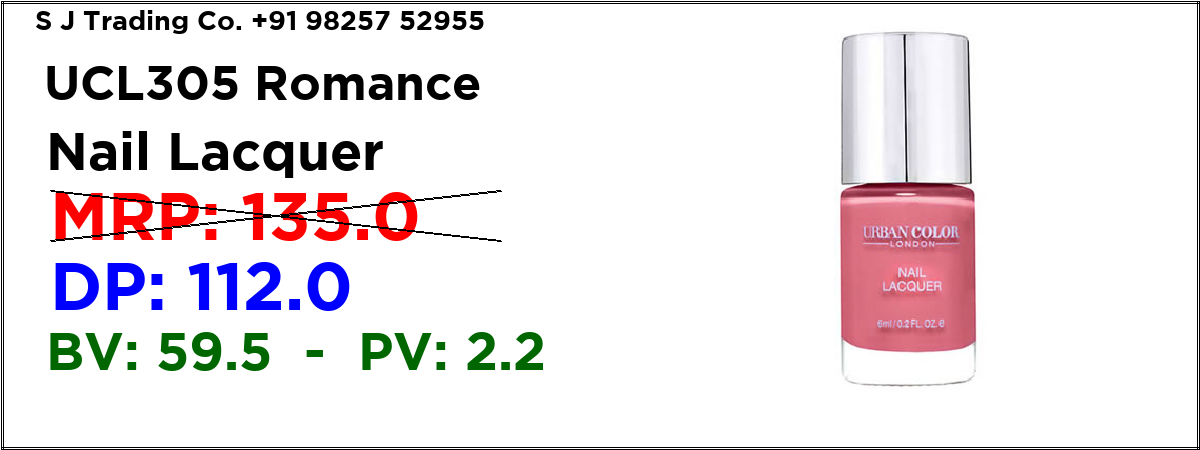 S J Trading Co. +91 98257 52955
UCL305 Romance
Nail Lacquer
MRP: 135.0
DP: 112.0
BV: 59.5 - PV: 2.2
URBAN COLOR
LONDON
NAIL
LACQUER
6ml/0.2 FL. OZ. e